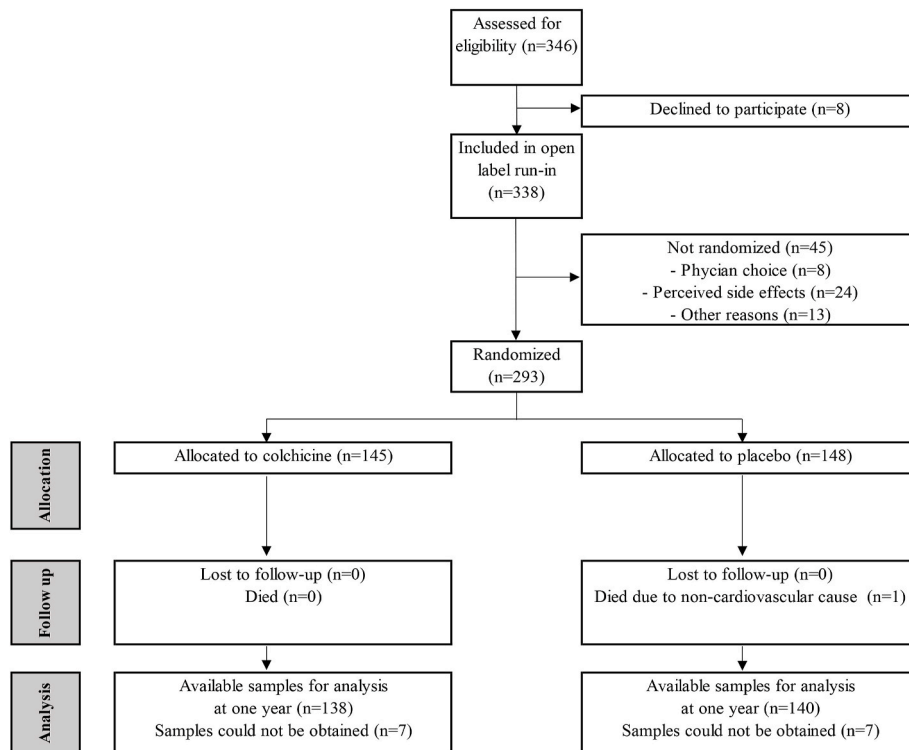 Assessed for
eligibility (n=346)
Declined to participate (n=8)
Included in open
label run-in
(n=338)
Not randomized (n=45)
- Phycian choice (n=8)
- Perceived side effects (n=24)
- Other reasons (n=13)
Randomized
(n=293)
Allocation
Allocated to colchicine (n=145)
Allocated to placebo (n=148)
Follow up
Lost to follow-up (n=0)
Died (n=0)
Lost to follow-up (n=0)
Died due to non-cardiovascular cause (n=1)
Analysis
Available samples for analysis
at one year (n=138)
Samples could not be obtained (n=7)
Available samples for analysis
at one year (n=140)
Samples could not be obtained (n=7)